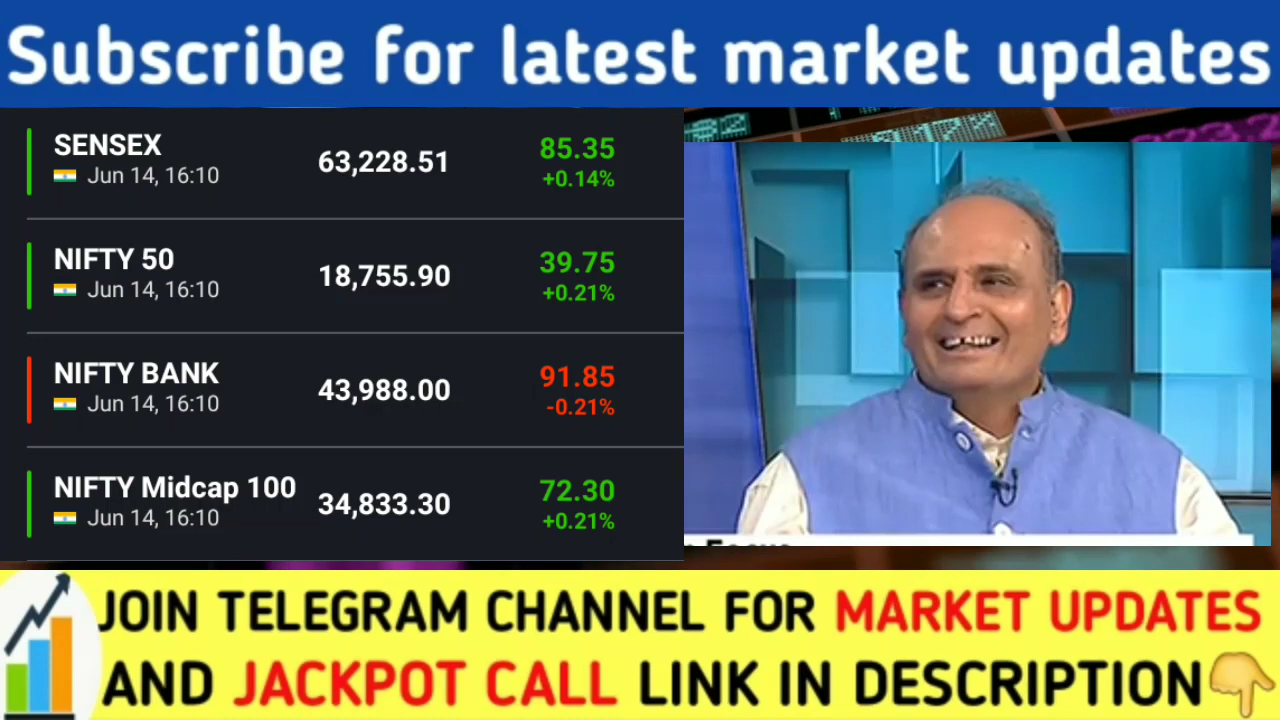 Subscribe for latest market updates
SENSEX
Jun 14, 16:10
63,228.51
85.35
+0.14%
NIFTY 50
Jun 14, 16:10
18,755.90
39.75
+0.21%
NIFTY BANK
Jun 14, 16:10
43,988.00
91.85
-0.21%
NIFTY Midcap 100
Jun 14, 16:10
34,833.30
72.30
+0.21%
JOIN TELEGRAM CHANNEL FOR MARKET UPDATES
AND JACKPOT CALL LINK IN DESCRIPTION